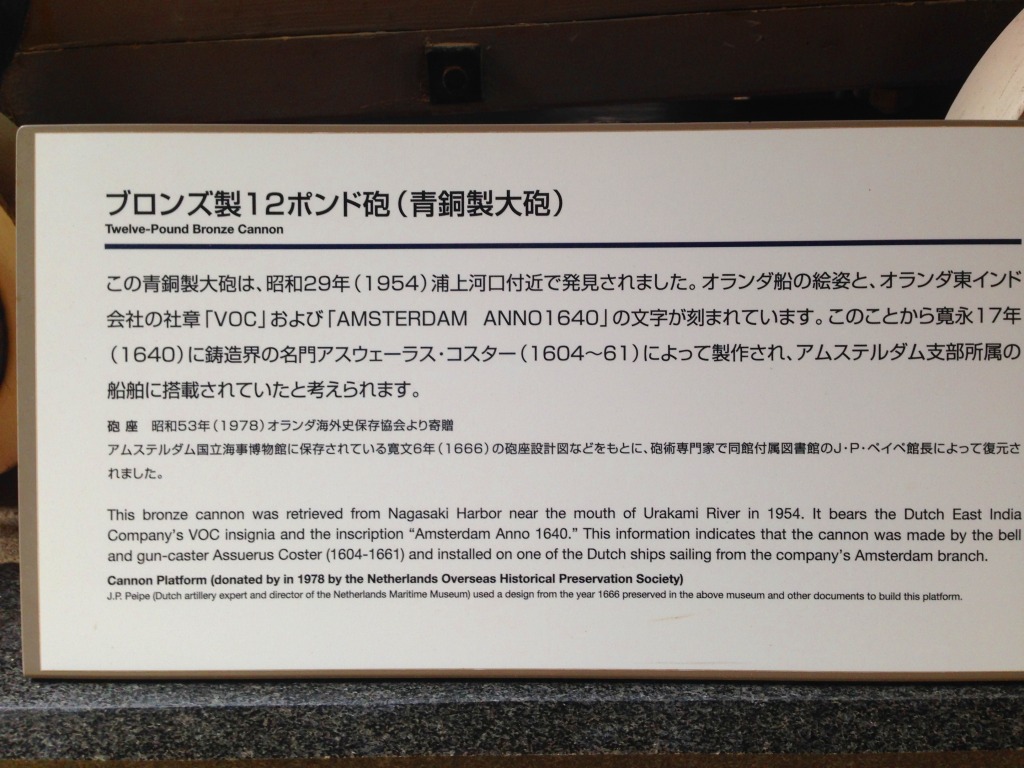 ブロンズ製12ポンド砲（青銅製大砲）
Twelve-Pound Bronze Cannon
この青銅製大砲は、昭和29年（1954）浦上河口付近で発見されました。オランダ船の絵姿と、オランダ東インド
会社の社章「VOC」および「AMSTERDAM ANNO1640」の文字が刻まれています。このことから寛永17年
（1640）に鋳造界の名門アスウェーラス・コスター（1604〜61）によって製作され、アムステルダム支部所属の
船舶に搭載されていたと考えられます。
砲 座 昭和53年（1978）オランダ海外史保存協会より寄贈
アムステルダム国立海事博物館に保存されている寛文6年（1666）の砲座設計図などをもとに、砲術専門家で同館付属図書館のJ・P・ペイペ館長によって復元さ
れました。
This bronze cannon was retrieved from Nagasaki Harbor near the mouth of Urakami River in 1954. It bears the Dutch East India
Company's VOC insignia and the inscription “Amsterdam Anno 1640.” This information indicates that the cannon was made by the bell
and gun-caster Assuerus Coster (1604-1661) and installed on one of the Dutch ships sailing from the company's Amsterdam branch.
Cannon Platform (donated by in 1978 by the Netherlands Overseas Historical Preservation Society)
J.P. Peipe (Dutch artillery expert and director of the Netherlands Maritime Museum) used a design from the year 1666 preserved in the above museum and other documents to build this platform.